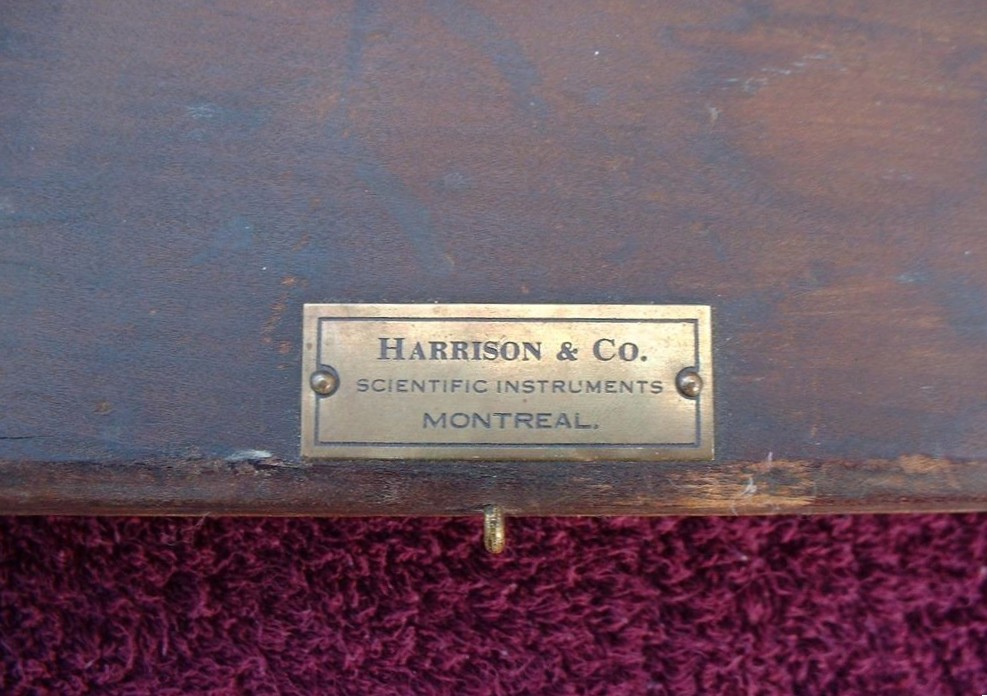 HARRISON & CO.
SCIENTIFIC INSTRUMENTS
MONTREAL.